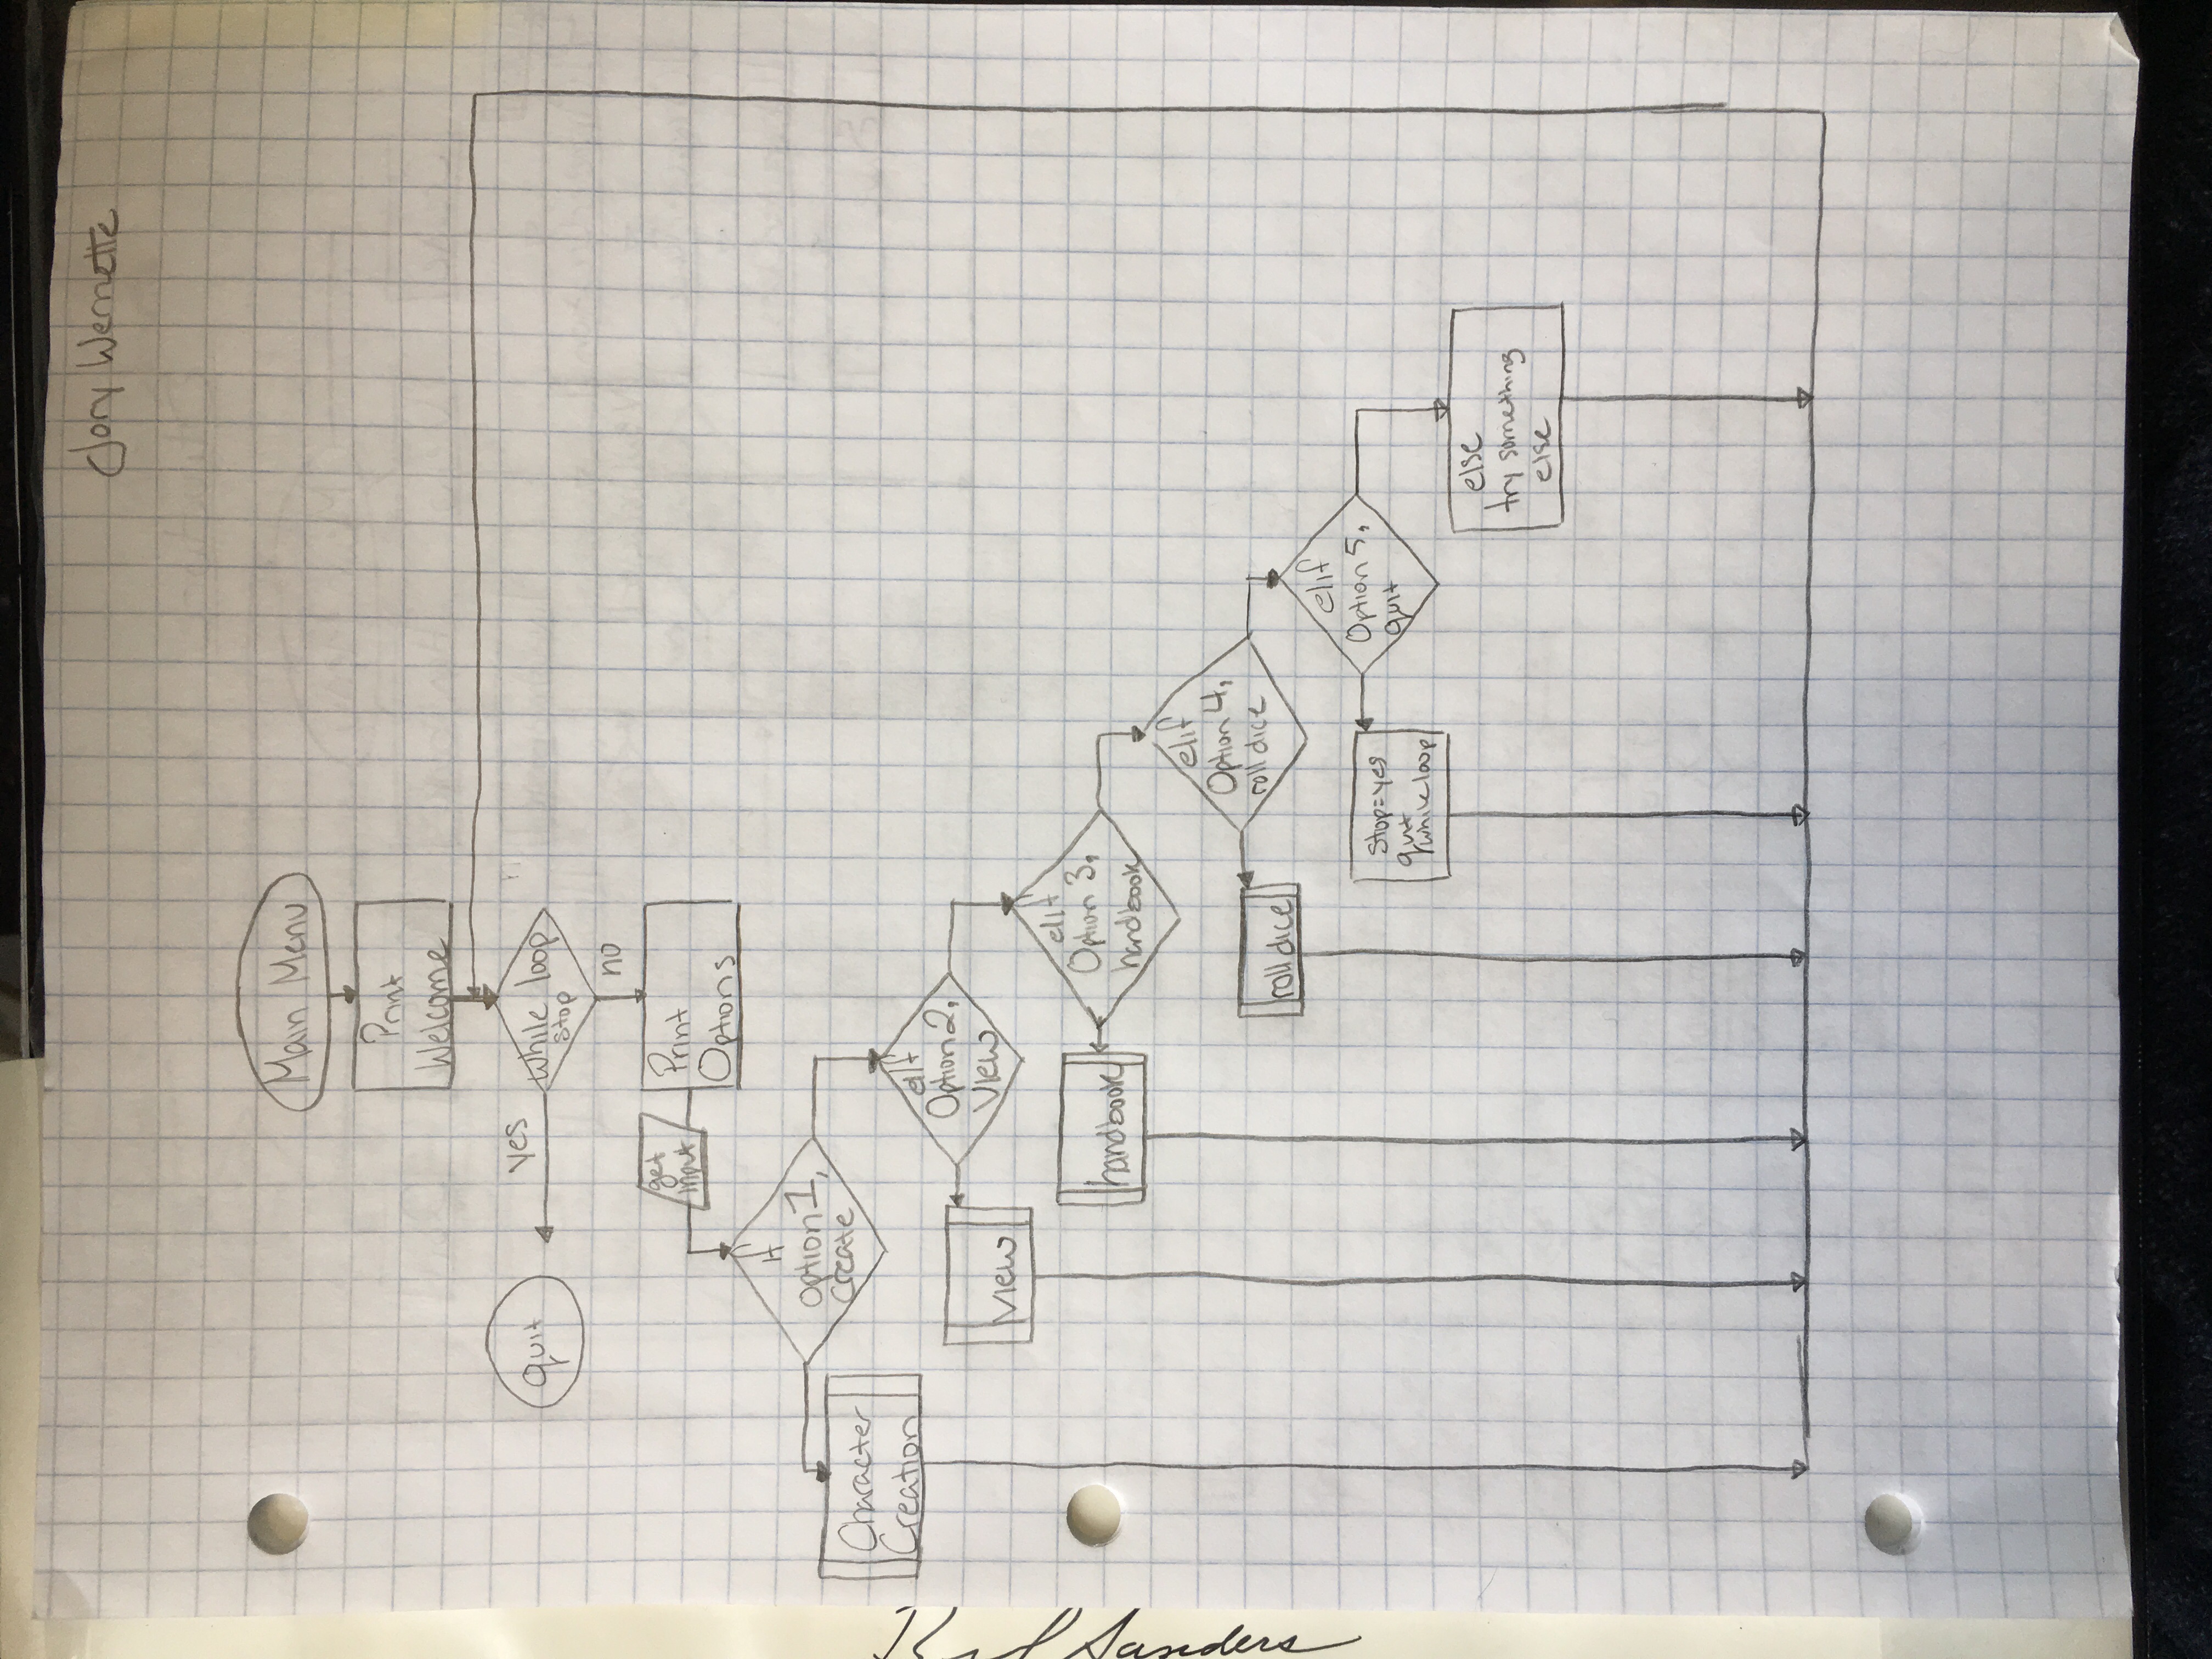 Jory Wernette
Main Menu
Print
Welcome
quit
yes
while loop
stop
no
get
input
Print
Options
if
option 1,
create
Character
Creation
elif
Option 2,
view
view
elif
Option 3,
handbook
handbook
elif
Option 4,
roll dice
roll dice
elif
Option 5,
quit
stop=yes
quit
while loop
else
try something
else
Sanders